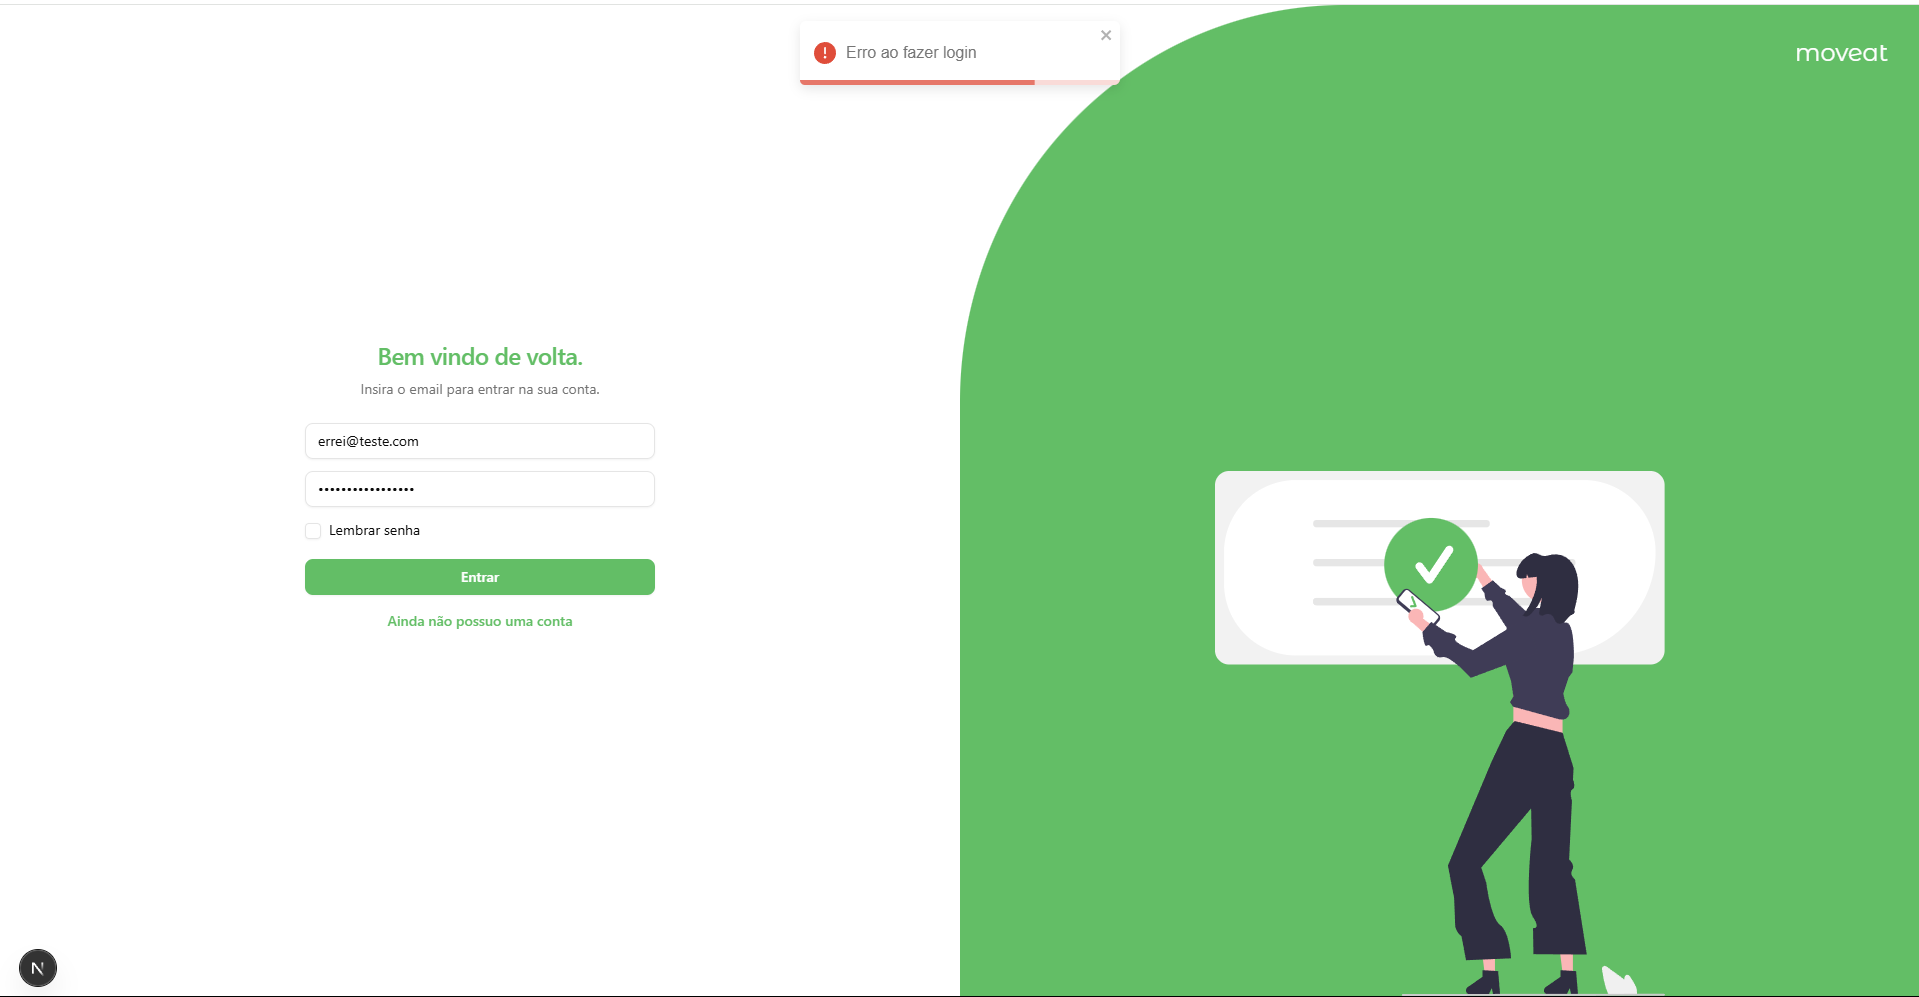 Erro ao fazer login
moveat
Bem vindo de volta.
Insira o email para entrar na sua conta.
errei@teste.com
•••••••••••••••••
Lembrar senha
Entrar
Ainda não possuo uma conta
N